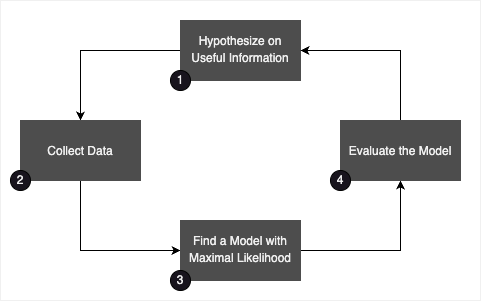 Hypothesize on
Useful Information
1
Collect Data
2
Find a Model with
Maximal Likelihood
3
Evaluate the Model
4